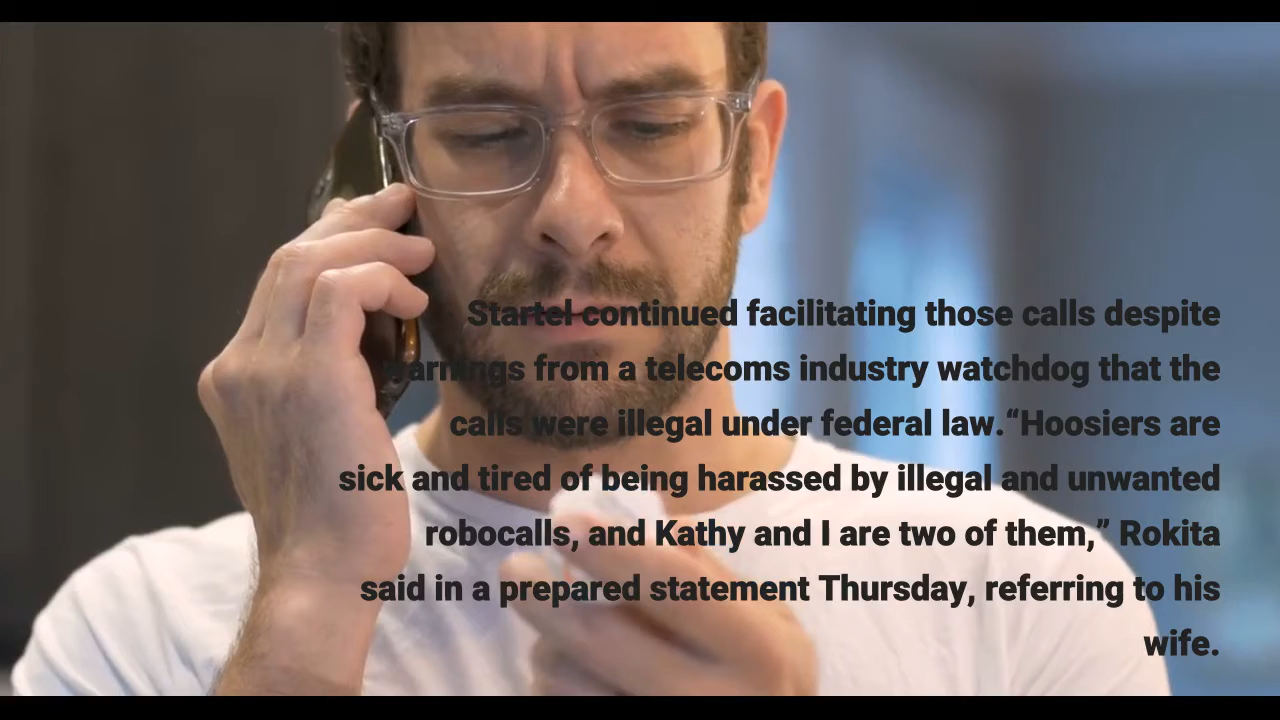 Startel continued facilitating those calls despite
warnings from a telecoms industry watchdog that the
calls were illegal under federal law.“Hoosiers are
sick and tired of being harassed by illegal and unwanted
robocalls, and Kathy and I are two of them,” Rokita
said in a prepared statement Thursday, referring to his
wife.